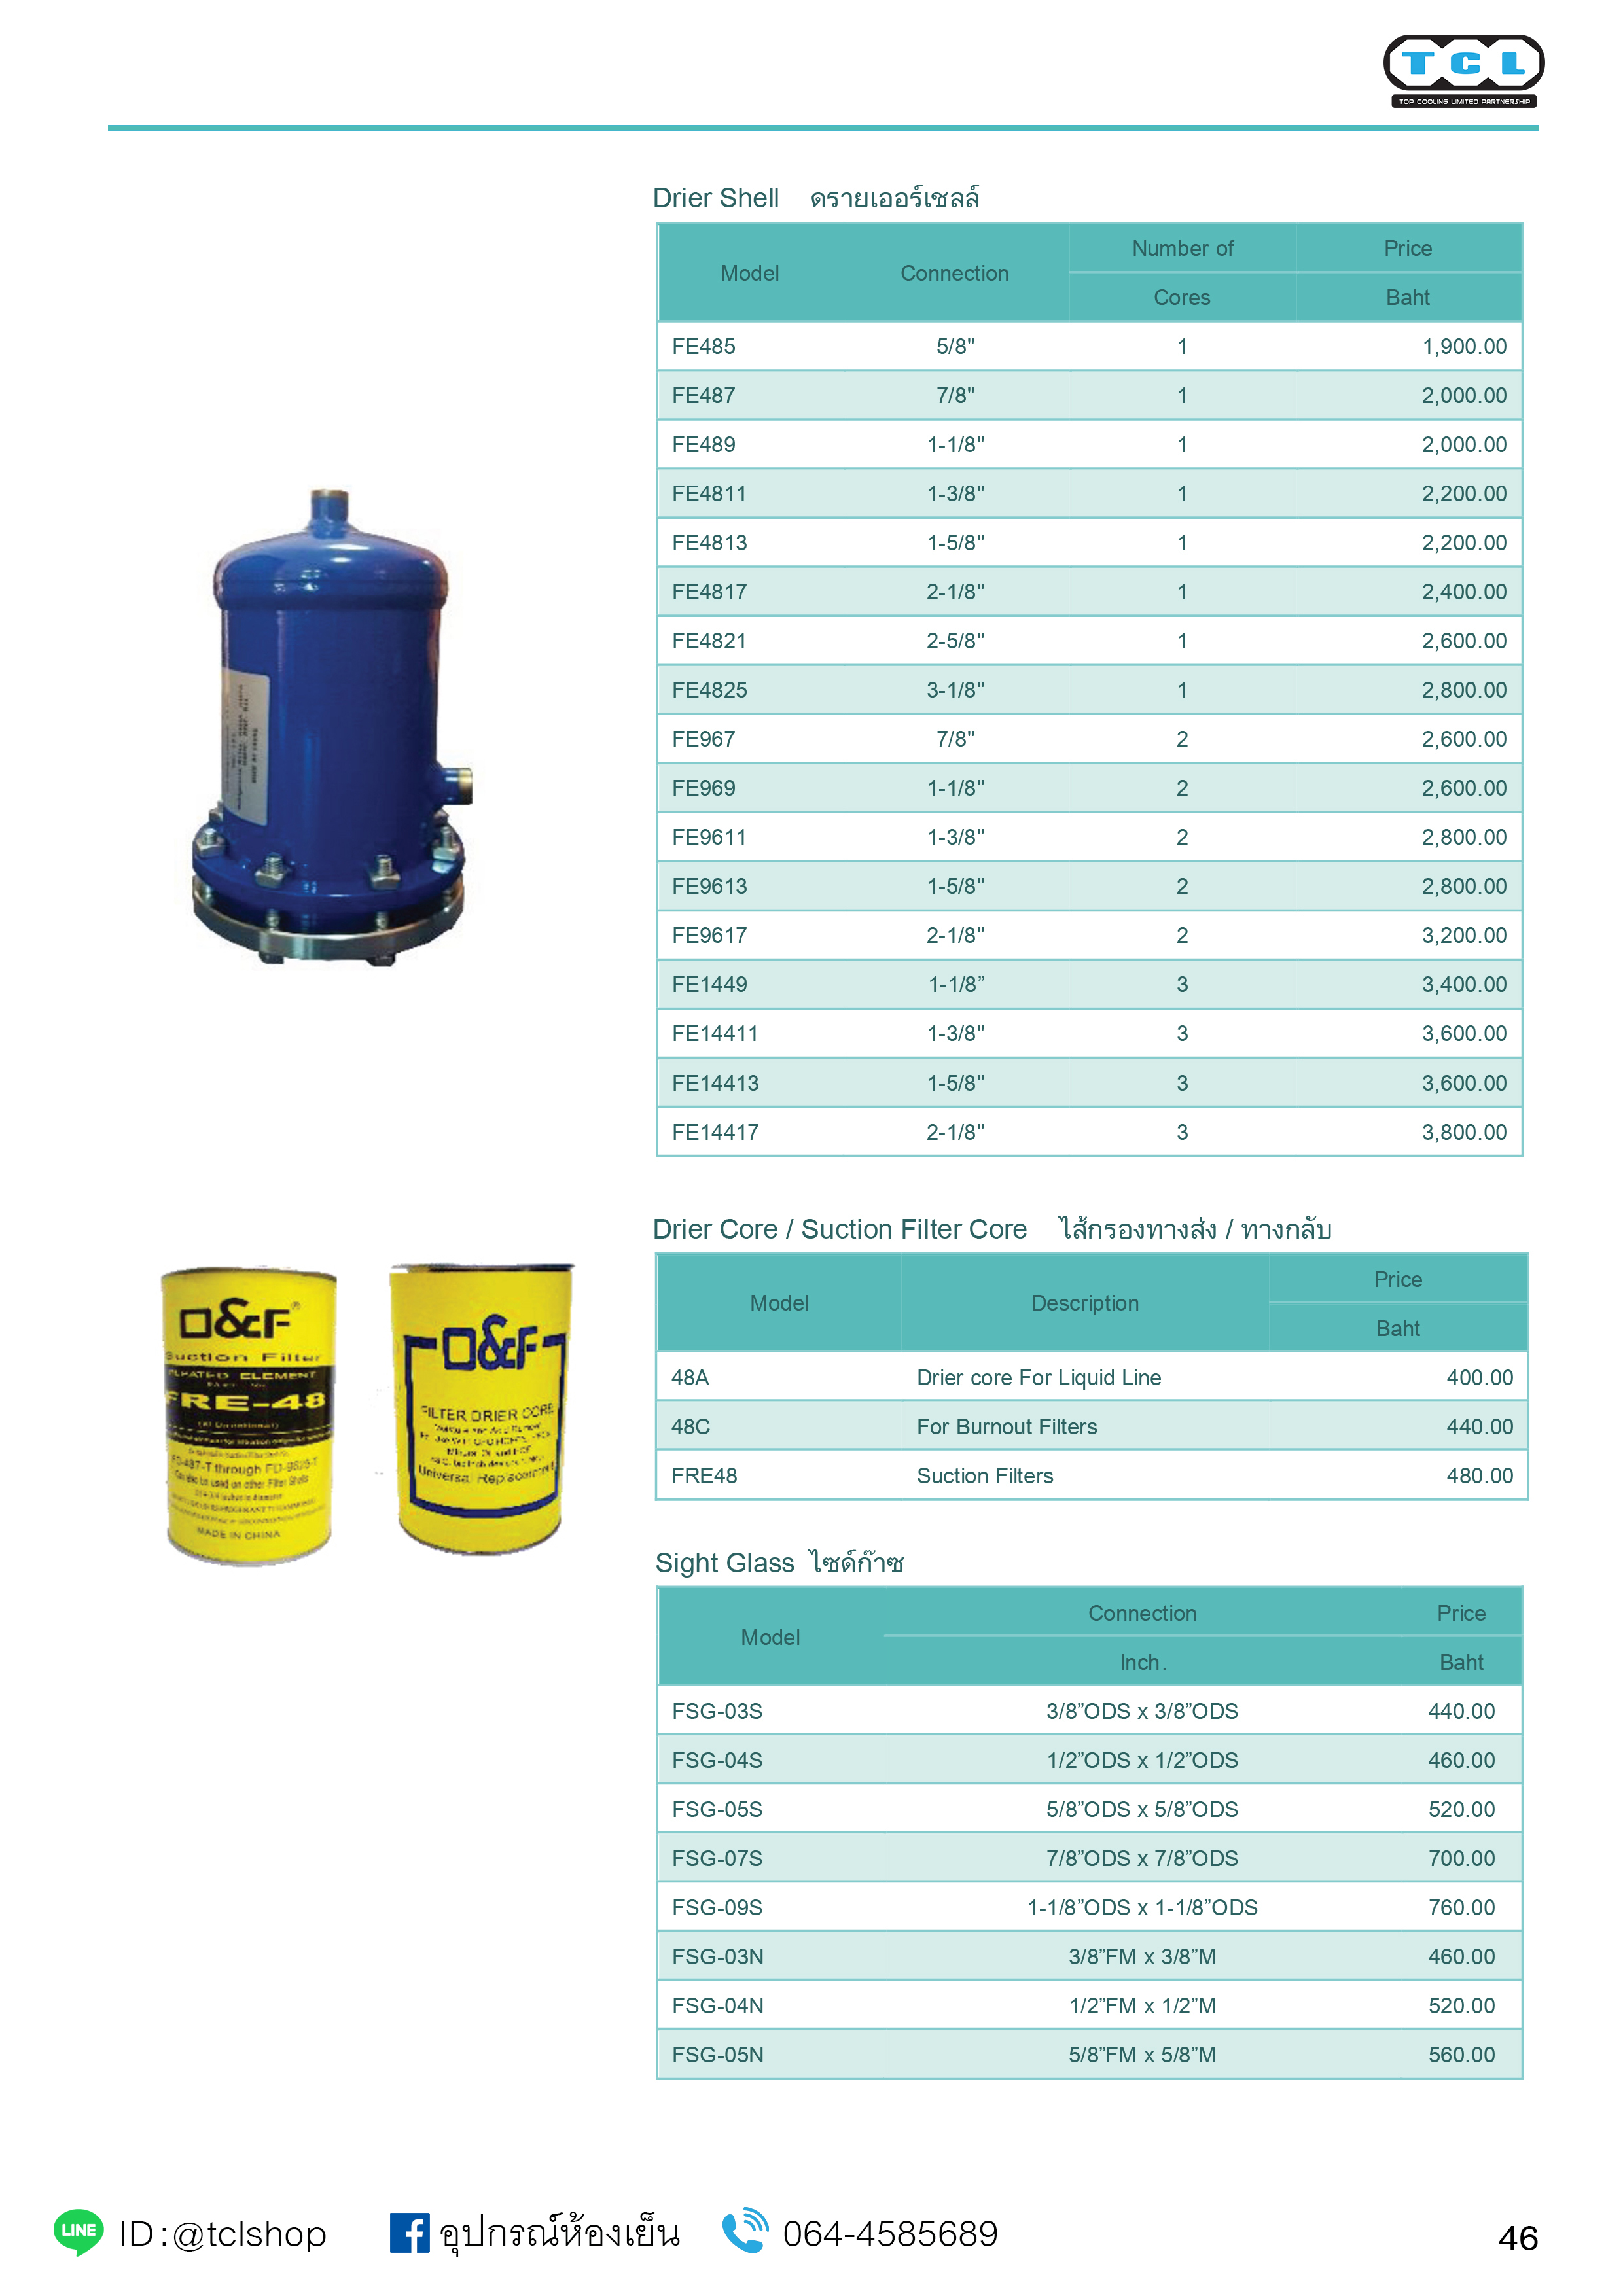 TCL
TOP COOLING LIMITED PARTNERSHIP
Drier Shell ดรายเออร์เชลล์
Model Connection Number of Cores Price Baht
FE485 5/8" 1 1,900.00
FE487 7/8" 1 2,000.00
FE489 1-1/8" 1 2,000.00
FE4811 1-3/8" 1 2,200.00
FE4813 1-5/8" 1 2,200.00
FE4817 2-1/8" 1 2,400.00
FE4821 2-5/8" 1 2,600.00
FE4825 3-1/8" 1 2,800.00
FE967 7/8" 2 2,600.00
FE969 1-1/8" 2 2,600.00
FE9611 1-3/8" 2 2,800.00
FE9613 1-5/8" 2 2,800.00
FE9617 2-1/8" 2 3,200.00
FE1449 1-1/8” 3 3,400.00
FE14411 1-3/8" 3 3,600.00
FE14413 1-5/8" 3 3,600.00
FE14417 2-1/8" 3 3,800.00
O&F®
Suction Filter
ELEMENT
FRE-48
FD-487-T through
Can also be used on other Filter Shells
MADE IN CHINA
O&F
FILTER DRIER CORE
Universal
Drier Core / Suction Filter Core ไส้กรองทางส่ง / ทางกลับ
Model Description Price Baht
48A Drier core For Liquid Line 400.00
48C For Burnout Filters 440.00
FRE48 Suction Filters 480.00
Sight Glass ไซด์ก๊าซ
Model Connection Inch. Price Baht
FSG-03S 3/8”ODS x 3/8”ODS 440.00
FSG-04S 1/2”ODS x 1/2”ODS 460.00
FSG-05S 5/8”ODS x 5/8”ODS 520.00
FSG-07S 7/8”ODS x 7/8”ODS 700.00
FSG-09S 1-1/8”ODS x 1-1/8”ODS 760.00
FSG-03N 3/8”FM x 3/8”M 460.00
FSG-04N 1/2”FM x 1/2”M 520.00
FSG-05N 5/8”FM x 5/8”M 560.00
LINE ID : @tclshop f อุปกรณ์ห้องเย็น 064-4585689
46